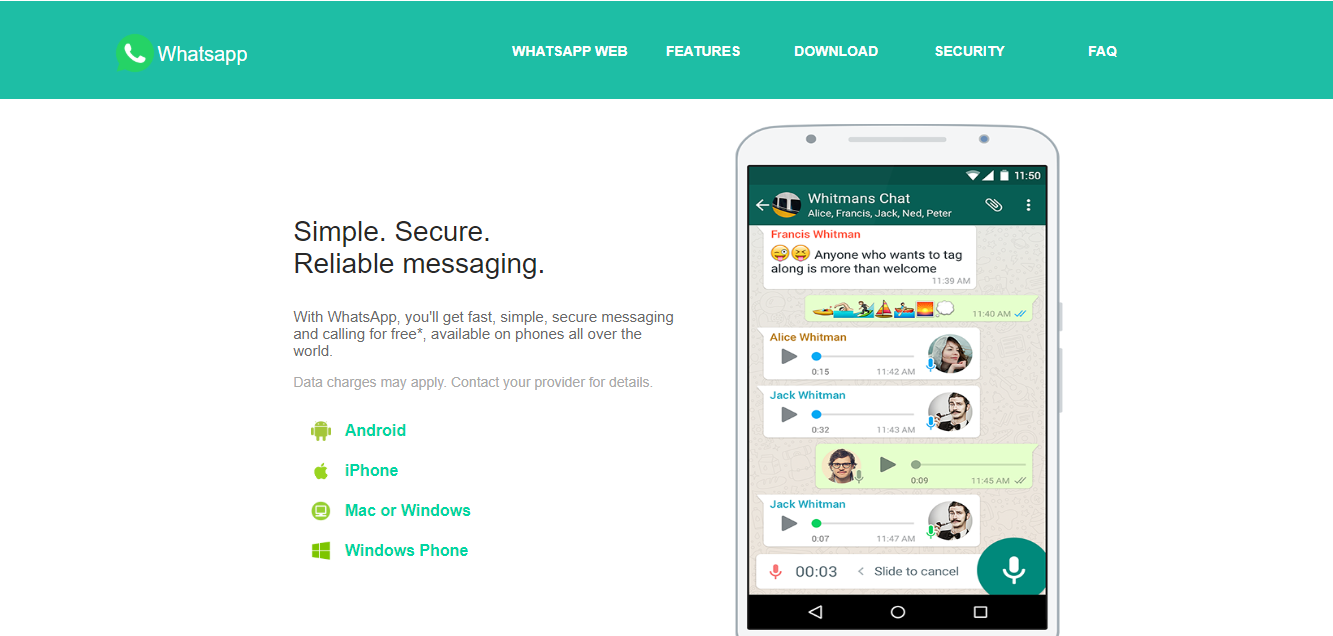 Whatsapp
WHATSAPP WEB
FEATURES
DOWNLOAD
SECURITY
FAQ
Simple. Secure.
Reliable messaging.
With WhatsApp, you'll get fast, simple, secure messaging
and calling for free*, available on phones all over the
world.
Data charges may apply. Contact your provider for details.
Android
iPhone
Mac or Windows
Windows Phone
11:50
Whitmans Chat
Alice, Francis, Jack, Ned, Peter
Francis Whitman
Anyone who wants to tag
along is more than welcome
11:39 AM
11:40 AM
Alice Whitman
0:15 11:42 AM
Jack Whitman
0:32 11:43 AM
0:09 11:45 AM
Jack Whitman
0:07 11:47 AM
00:03 < Slide to cancel